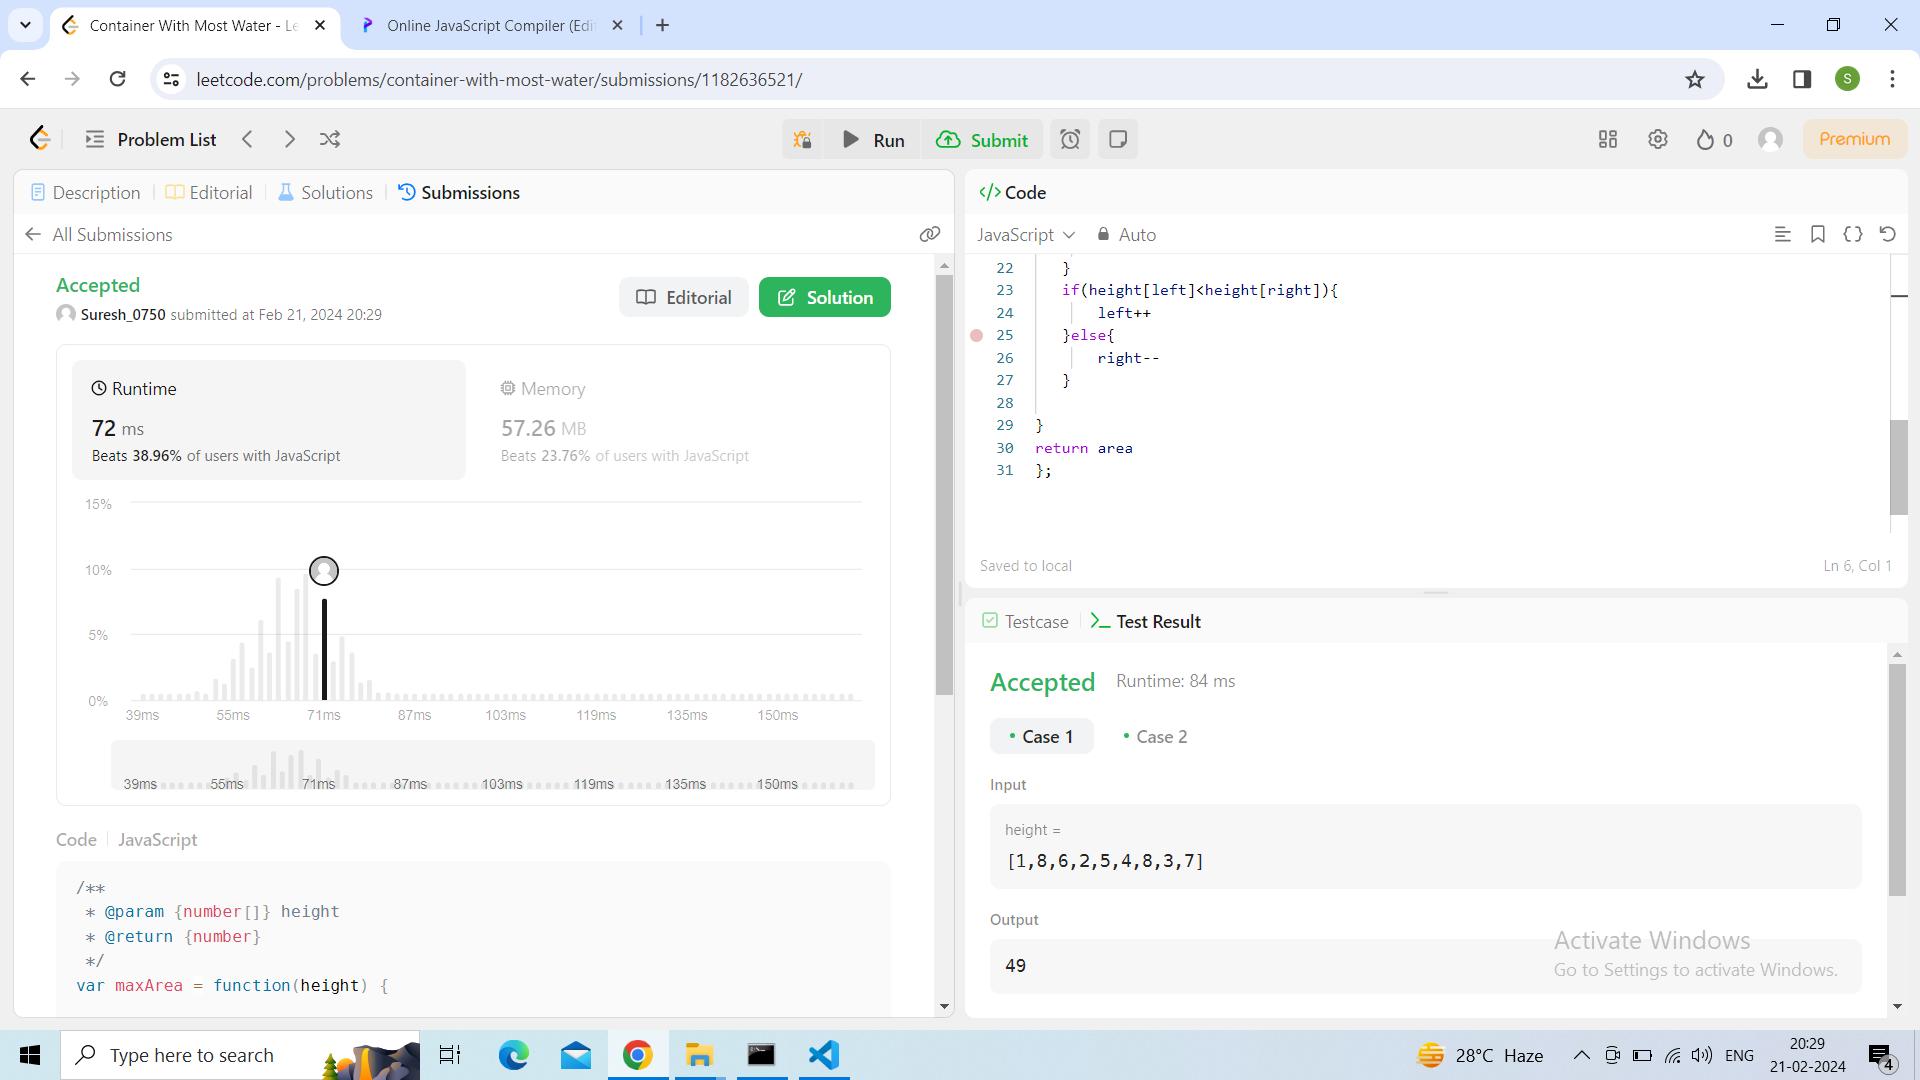 Container With Most Water - Le
Online JavaScript Compiler (Edi
leetcode.com/problems/container-with-most-water/submissions/1182636521/
S
Problem List
Run
Submit
0
Premium
Description
Editorial
Solutions
Submissions
All Submissions
Accepted
Suresh_0750 submitted at Feb 21, 2024 20:29
Editorial
Solution
Runtime
72 ms
Beats 38.96% of users with JavaScript
Memory
57.26 MB
Beats 23.76% of users with JavaScript
15%
10%
5%
0%
39ms 55ms 71ms 87ms 103ms 119ms 135ms 150ms
39ms 55ms 71ms 87ms 103ms 119ms 135ms 150ms
Code JavaScript
/**
* @param {number[]} height
* @return {number}
*/
var maxArea = function(height) {
</> Code
JavaScript
Auto
22 }
23 if(height[left]<height[right]){
24 left++
25 }else{
26 right--
27 }
28
29 }
30 return area
31 };
Saved to local
Ln 6, Col 1
Testcase
Test Result
Accepted Runtime: 84 ms
Case 1
Case 2
Input
height =
[1,8,6,2,5,4,8,3,7]
Output
49
Activate Windows
Go to Settings to activate Windows.
Type here to search
28°C Haze
ENG
20:29
21-02-2024
4